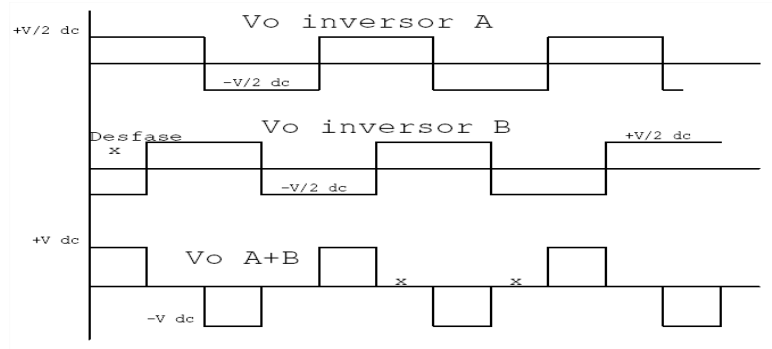 Vo inversor A
+V/2 dc
-V/2 dc
Vo inversor B
Desfase
x
+V/2 dc
-V/2 dc
+V dc
Vo A+B
x
x
-V dc